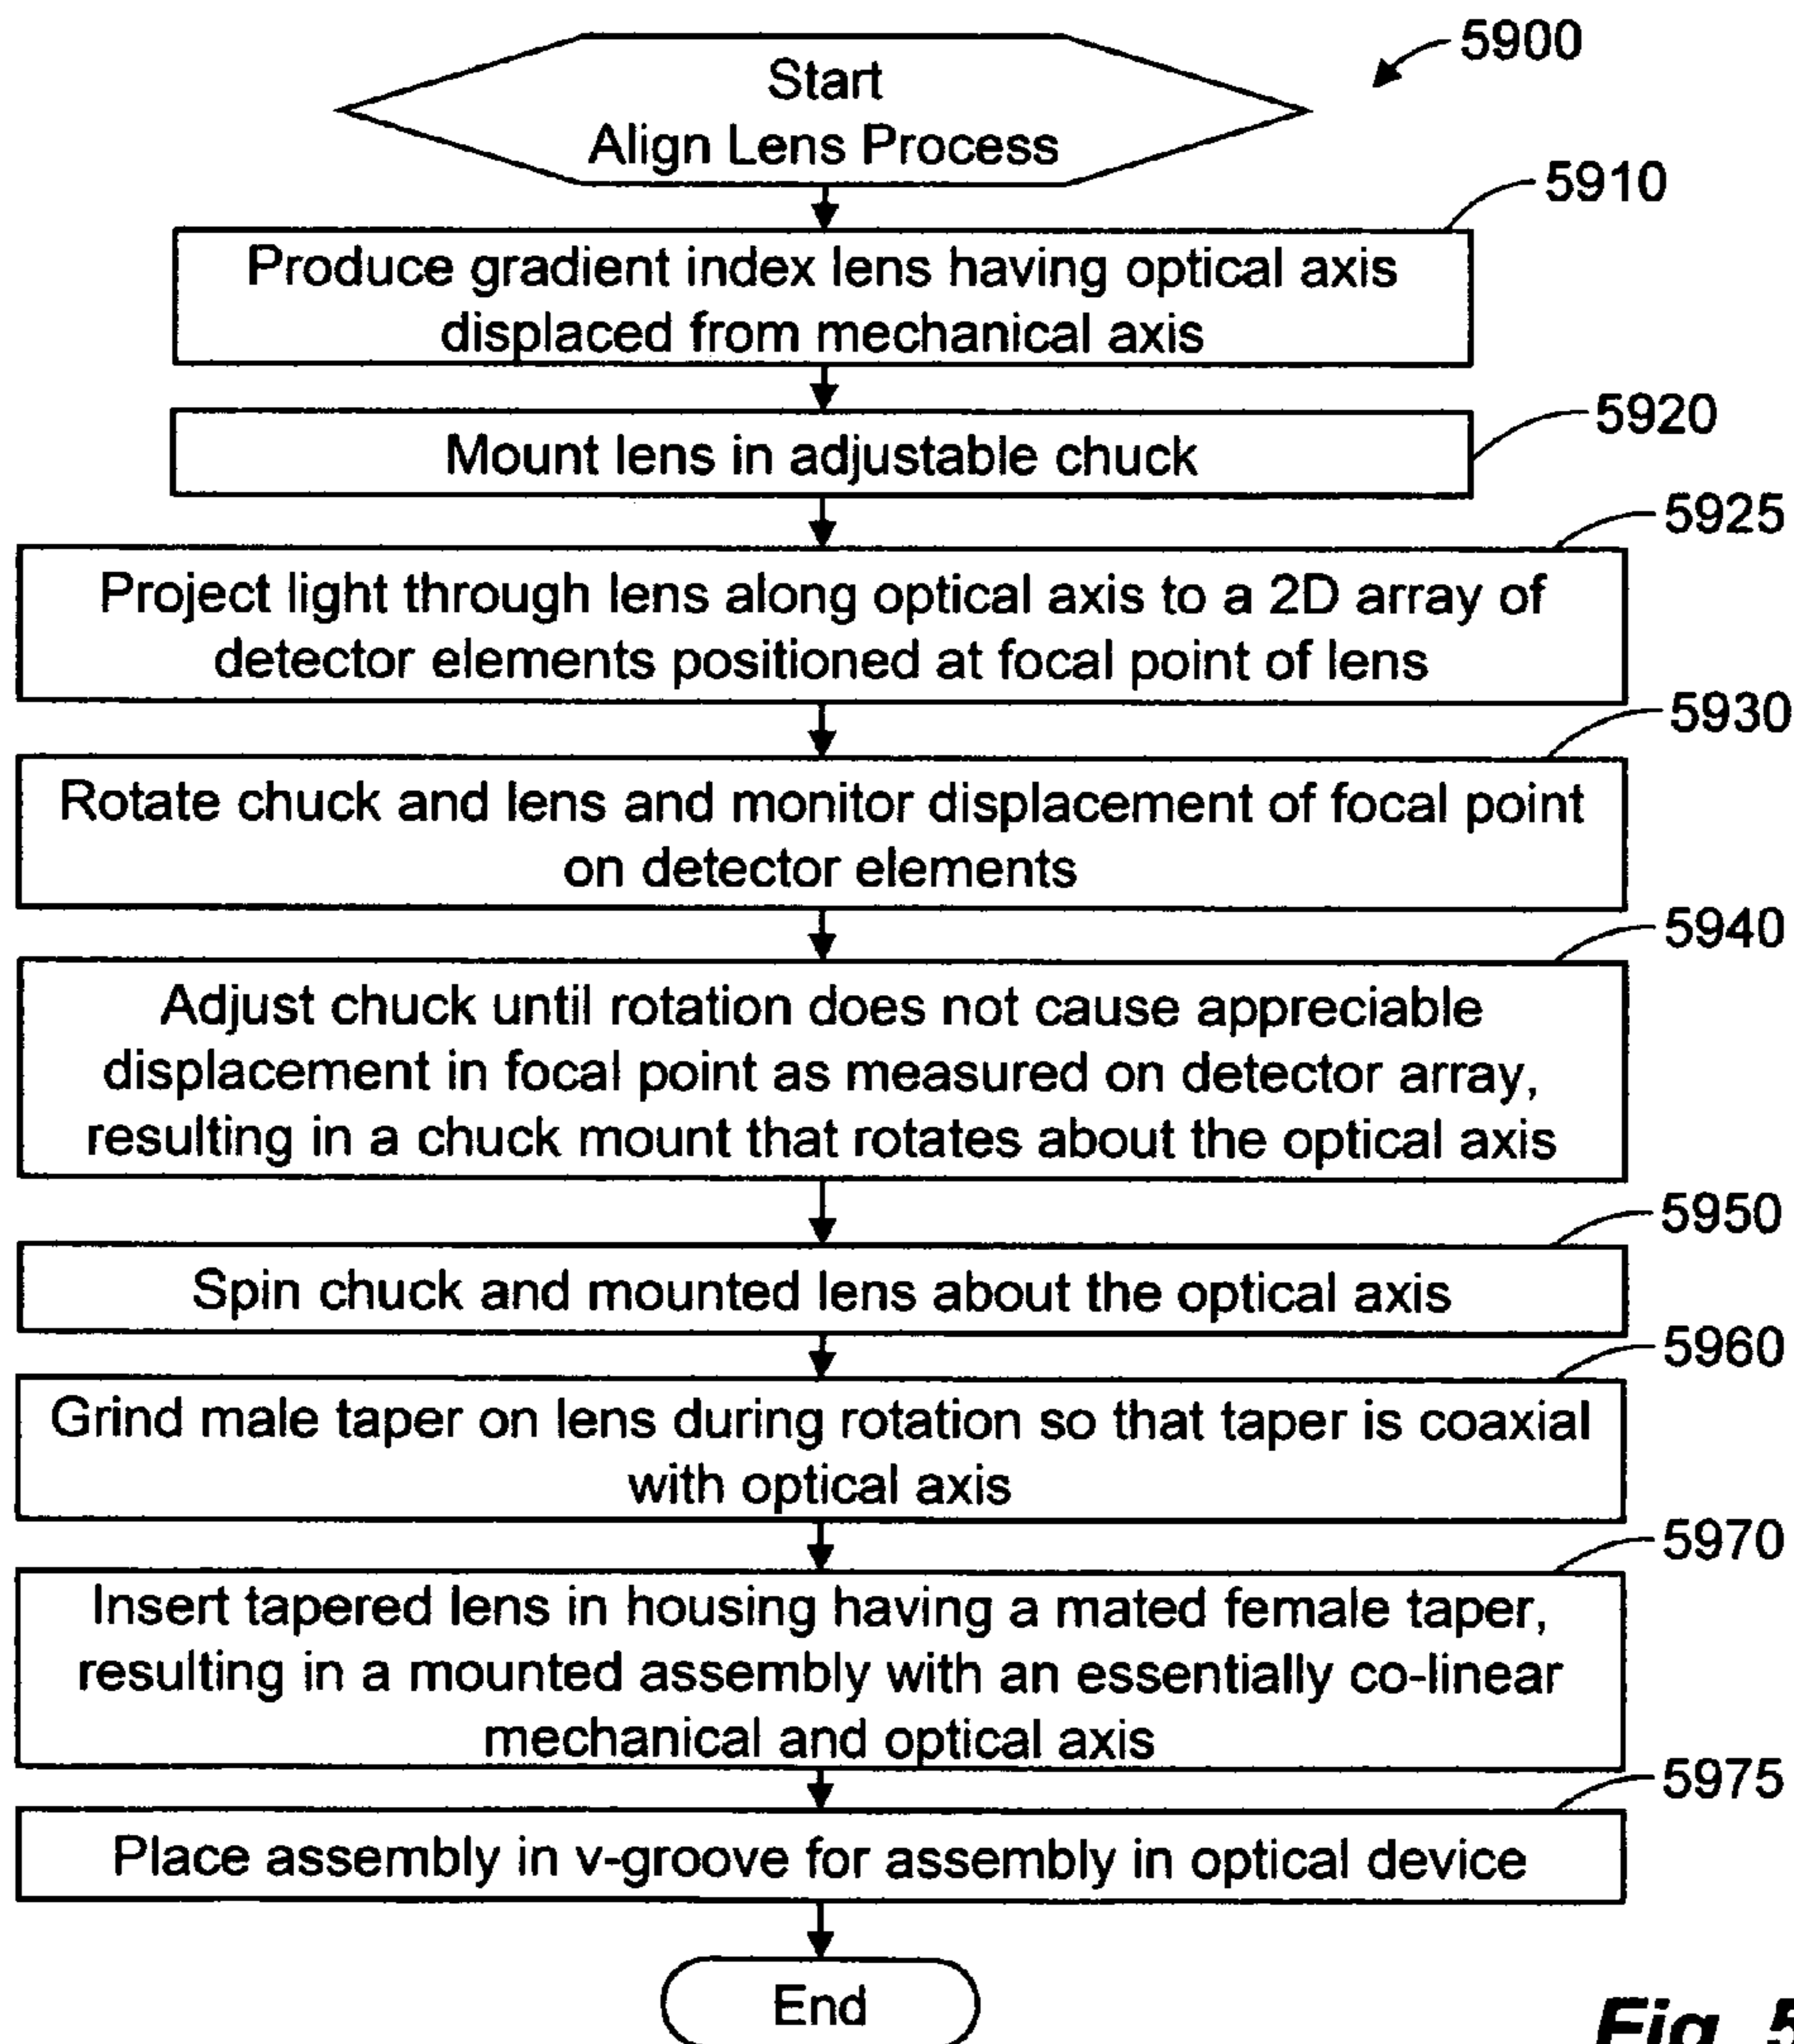 5900
Start
Align Lens Process
5910
Produce gradient index lens having optical axis
displaced from mechanical axis
5920
Mount lens in adjustable chuck
5925
Project light through lens along optical axis to a 2D array of
detector elements positioned at focal point of lens
5930
Rotate chuck and lens and monitor displacement of focal point
on detector elements
5940
Adjust chuck until rotation does not cause appreciable
displacement in focal point as measured on detector array,
resulting in a chuck mount that rotates about the optical axis
5950
Spin chuck and mounted lens about the optical axis
5960
Grind male taper on lens during rotation so that taper is coaxial
with optical axis
5970
Insert tapered lens in housing having a mated female taper,
resulting in a mounted assembly with an essentially co-linear
mechanical and optical axis
5975
Place assembly in v-groove for assembly in optical device
End
Fig. 5